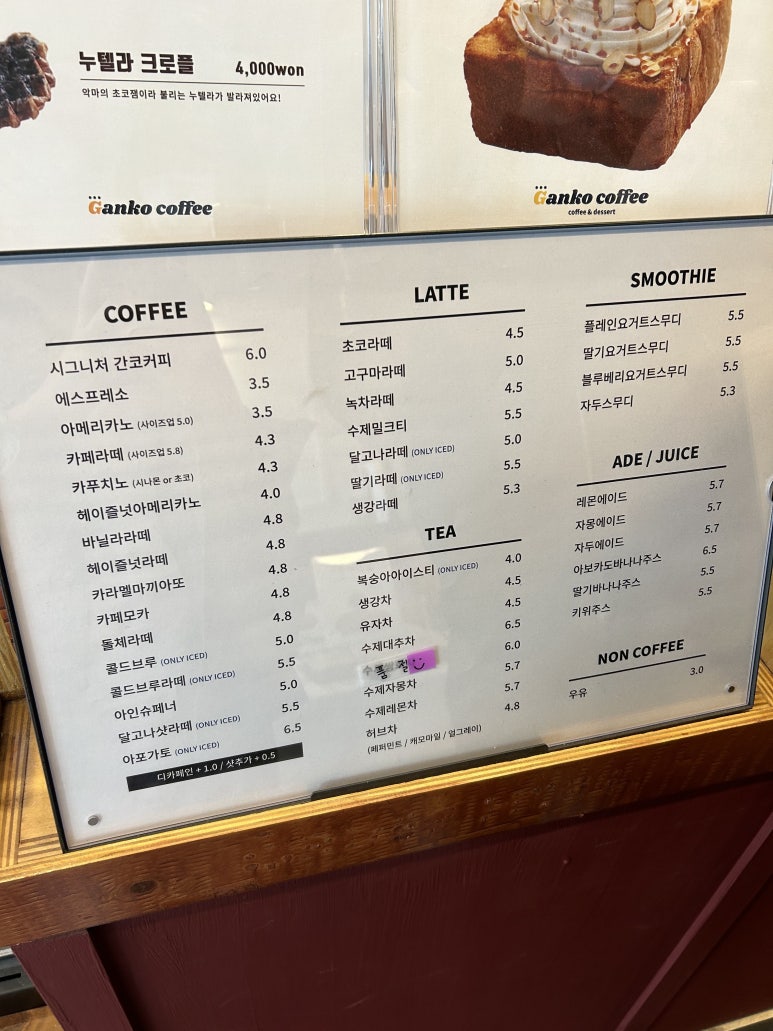 누텔라 크로플 4,000won
악마의 초코잼이라 불리는 누텔라가 발라져있어요!
Ganko coffee
Ganko coffee
coffee & dessert
COFFEE
시그니처 간코커피 6.0
에스프레소 3.5
아메리카노 (사이즈업 5.0) 3.5
카페라떼 (사이즈업 5.8) 4.3
카푸치노 (시나몬 or 초코) 4.3
헤이즐넛아메리카노 4.0
바닐라라떼 4.8
헤이즐넛라떼 4.8
카라멜마끼아또 4.8
카페모카 4.8
돌체라떼 4.8
콜드브루 (ONLY ICED) 5.0
콜드브루라떼 (ONLY ICED) 5.5
아인슈페너 5.0
달고나샷라떼 (ONLY ICED) 5.5
아포가토 (ONLY ICED) 6.5
디카페인 + 1.0 / 샷추가 + 0.5
LATTE
초코라떼 4.5
고구마라떼 5.0
녹차라떼 4.5
수제밀크티 5.5
달고나라떼 (ONLY ICED) 5.0
딸기라떼 (ONLY ICED) 5.5
생강라떼 5.3
TEA
복숭아아이스티 (ONLY ICED) 4.0
생강차 4.5
유자차 4.5
수제대추차 6.5
품절 6.0
수제자몽차 5.7
수제레몬차 5.7
허브차 4.8
(페퍼민트 / 캐모마일 / 얼그레이)
SMOOTHIE
플레인요거트스무디 5.5
딸기요거트스무디 5.5
블루베리요거트스무디 5.5
자두스무디 5.3
ADE / JUICE
레몬에이드 5.7
자몽에이드 5.7
자두에이드 5.7
아보카도바나나주스 6.5
딸기바나나주스 5.5
키위주스 5.5
NON COFFEE
우유 3.0